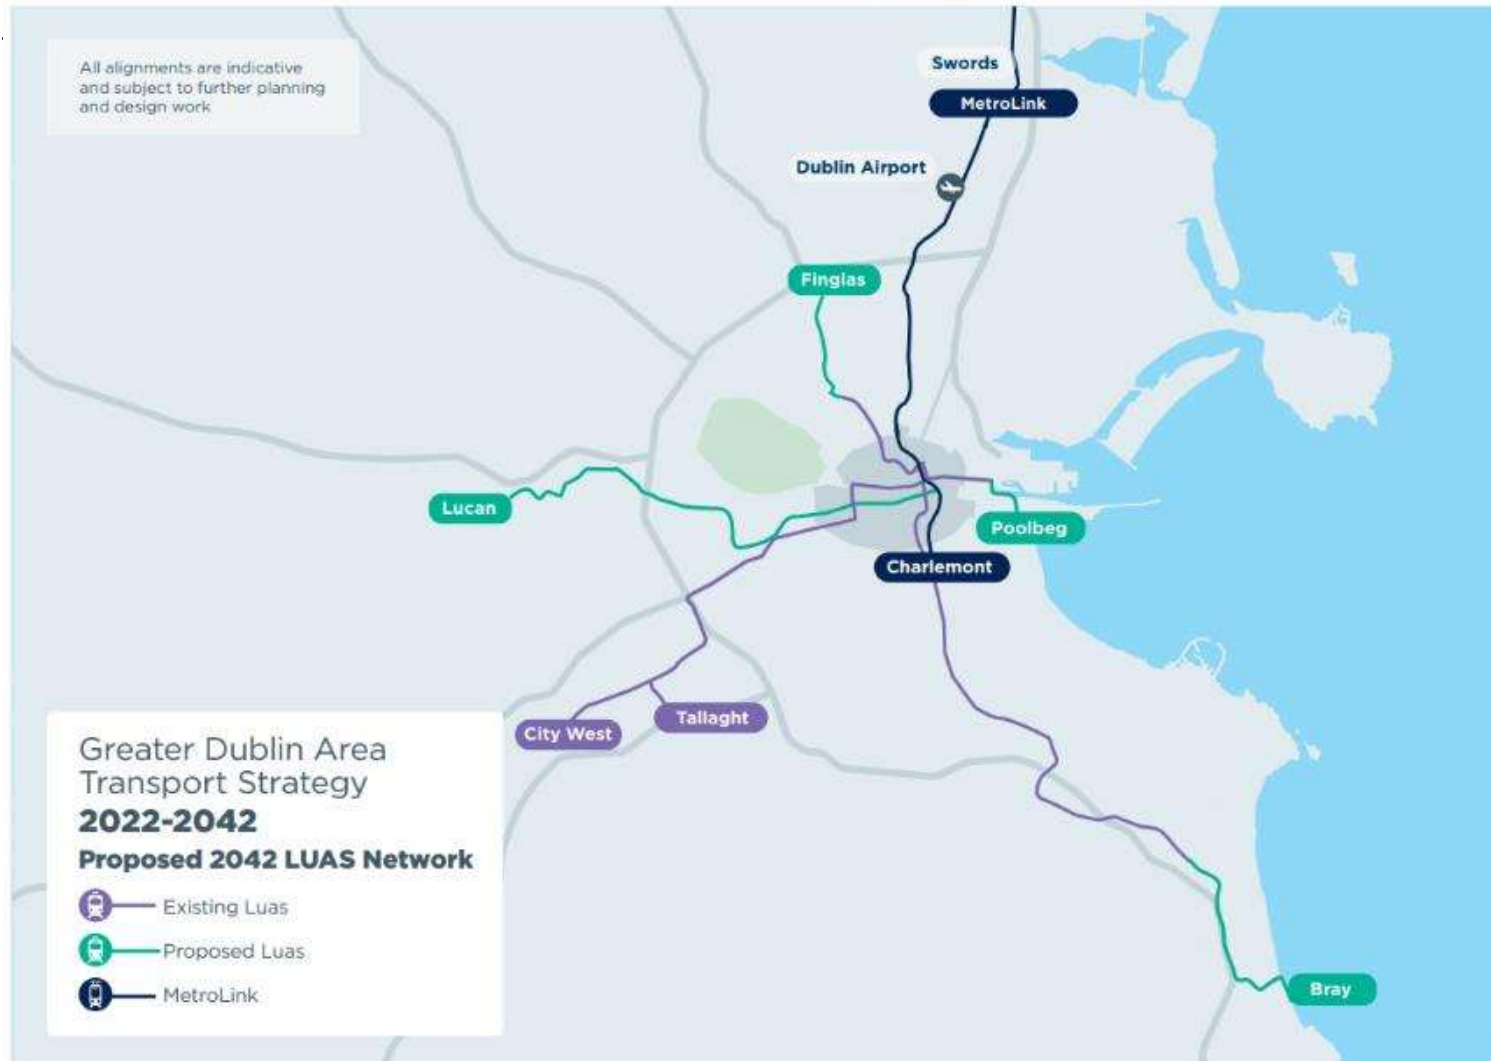 All alignments are indicative
and subject to further planning
and design work
Swords
MetroLink
Dublin Airport
Finglas
Lucan
Poolbeg
Charlemont
Tallaght
City West
Bray
Greater Dublin Area
Transport Strategy
2022-2042
Proposed 2042 LUAS Network
Existing Luas
Proposed Luas
MetroLink